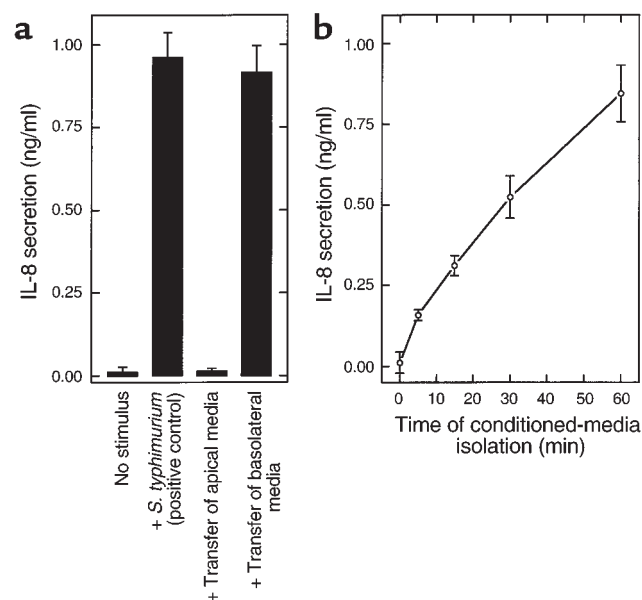 a
IL-8 secretion (ng/ml)
1.00
0.75
0.50
0.25
0.00
No stimulus
+ S. typhimurium
(positive control)
+ Transfer of apical media
+ Transfer of basolateral
media
b
IL-8 secretion (ng/ml)
1.00
0.75
0.50
0.25
0.00
0 10 20 30 40 50 60
Time of conditioned-media
isolation (min)